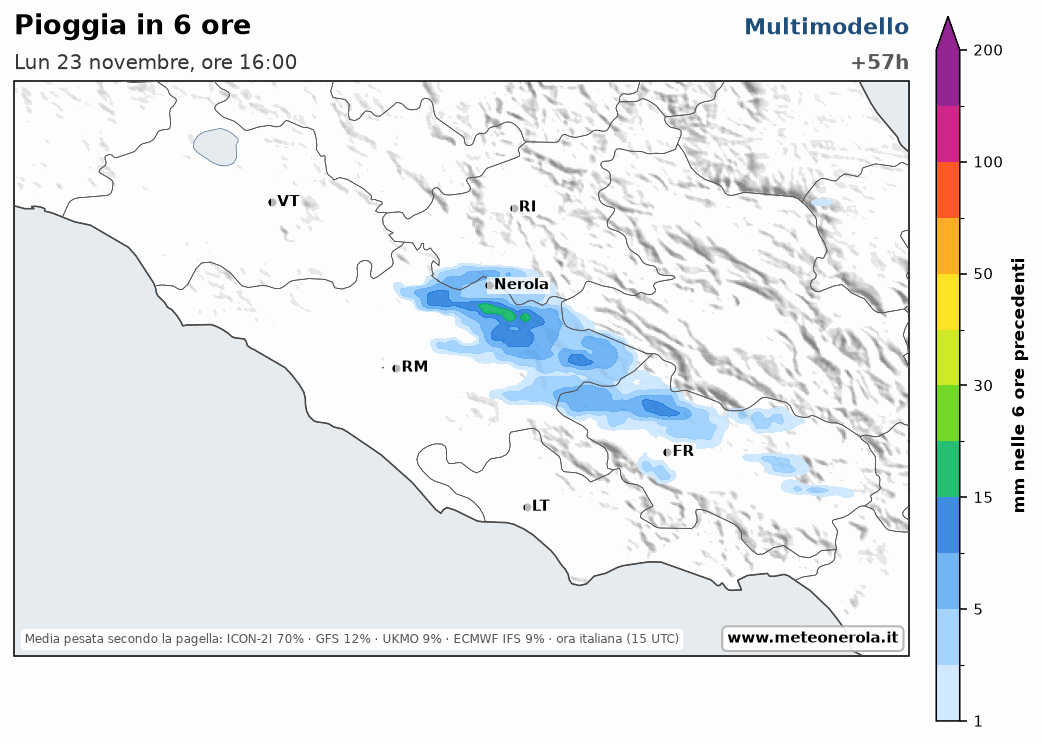 Pioggia in 6 ore
Multimodello
Lun 23 novembre, ore 16:00
+57h
VT
RI
Nerola
RM
FR
LT
Media pesata secondo la pagella: ICON-2I 70% · GFS 12% · UKMO 9% · ECMWF IFS 9% · ora italiana (15 UTC)
www.meteonerola.it
200
100
50
30
15
5
1
mm nelle 6 ore precedenti